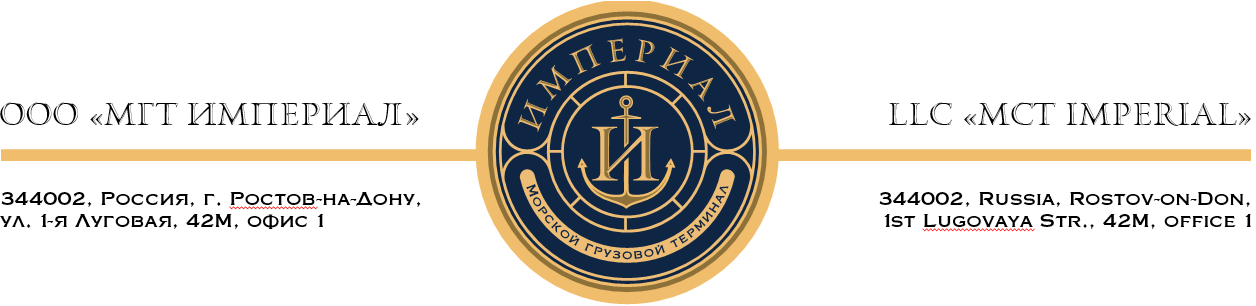 ООО «МГТ ИМПЕРИАЛ»
344002, Россия, г. Ростов-на-Дону,
ул. 1-я Луговая, 42М, офис 1
ИМПЕРИАЛ
И
МОРСКОЙ ГРУЗОВОЙ ТЕРМИНАЛ
LLC «MCT IMPERIAL»
344002, Russia, Rostov-on-Don,
1st Lugovaya Str., 42M, office 1